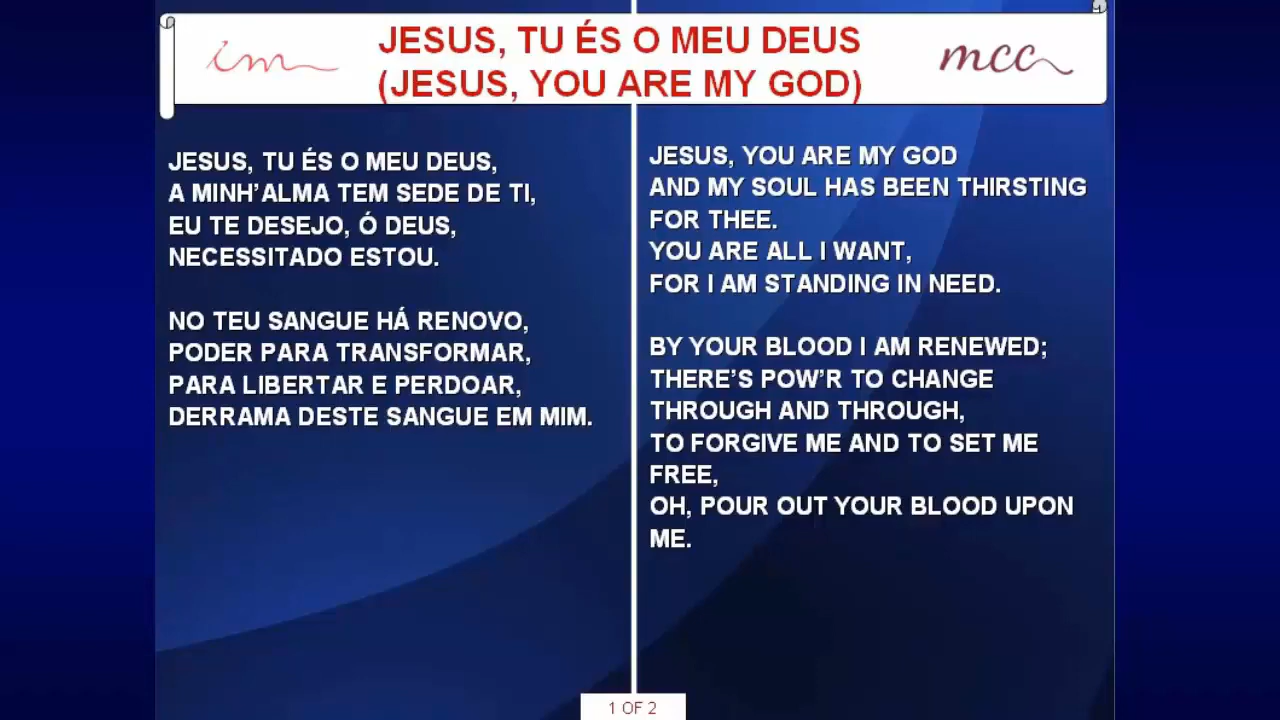 im
JESUS, TU ÉS O MEU DEUS
(JESUS, YOU ARE MY GOD)
mcc
JESUS, TU ÉS O MEU DEUS,
A MINH’ALMA TEM SEDE DE TI,
EU TE DESEJO, Ó DEUS,
NECESSITADO ESTOU.
NO TEU SANGUE HÁ RENOVO,
PODER PARA TRANSFORMAR,
PARA LIBERTAR E PERDOAR,
DERRAMA DESTE SANGUE EM MIM.
JESUS, YOU ARE MY GOD
AND MY SOUL HAS BEEN THIRSTING
FOR THEE.
YOU ARE ALL I WANT,
FOR I AM STANDING IN NEED.
BY YOUR BLOOD I AM RENEWED;
THERE’S POW’R TO CHANGE
THROUGH AND THROUGH,
TO FORGIVE ME AND TO SET ME
FREE,
OH, POUR OUT YOUR BLOOD UPON
ME.
1 OF 2